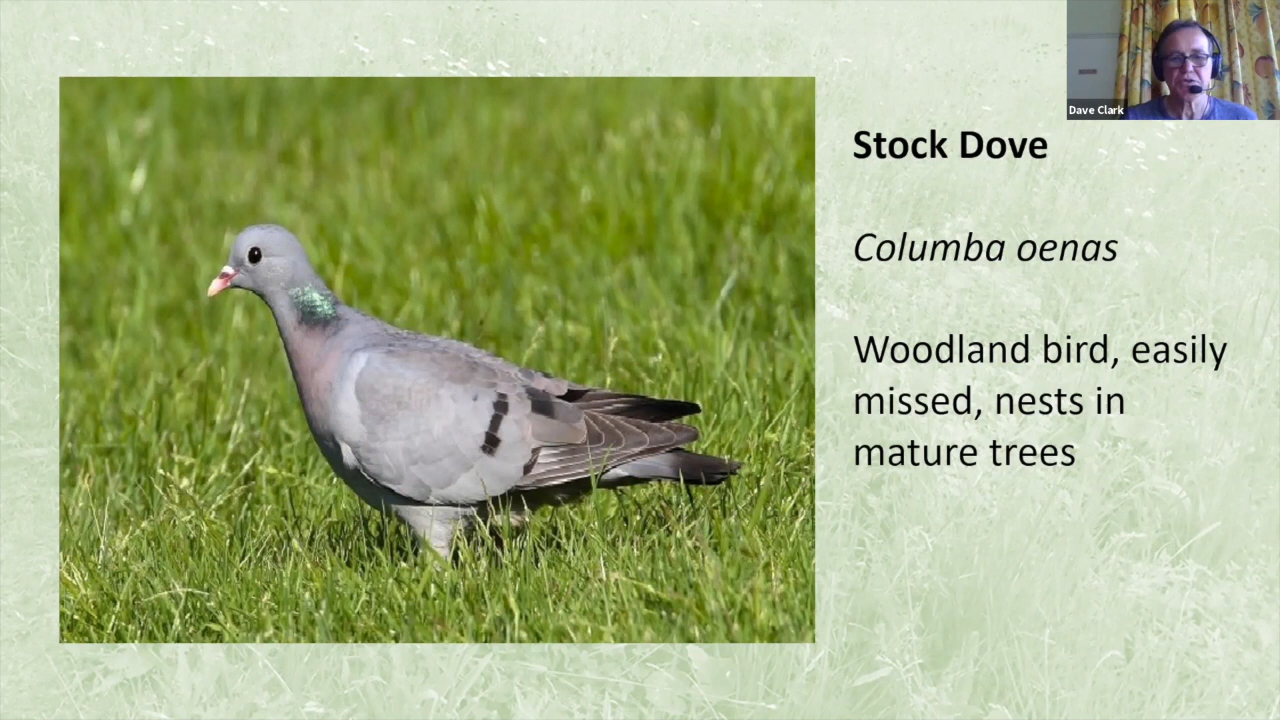 Dave Clark
Stock Dove
Columba oenas
Woodland bird, easily
missed, nests in
mature trees